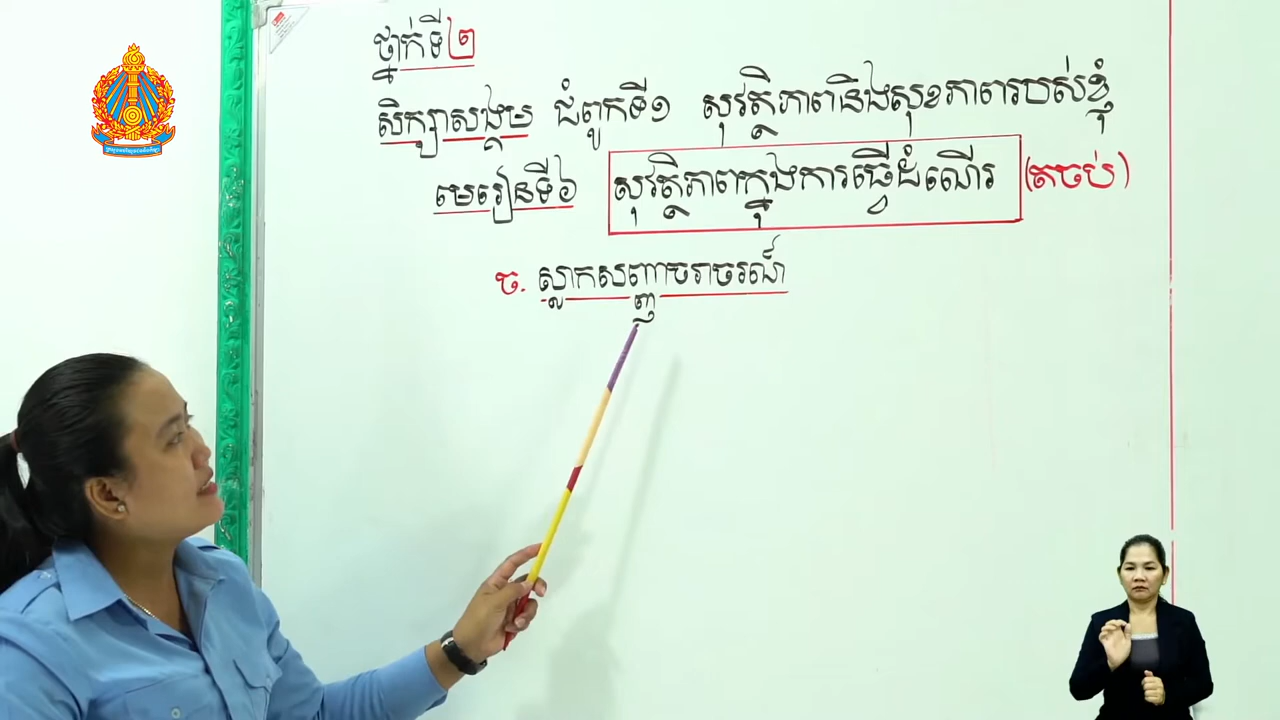 ថ្នាក់ទី២
សិក្សាសង្គម ជំពូកទី១ សុវត្ថិភាពនិងសុខភាពរបស់ខ្ញុំ
មេរៀនទី៦ សុវត្ថិភាពក្នុងការធ្វើដំណើរ (តចប់)
ច. ស្លាកសញ្ញាចរាចរណ៍